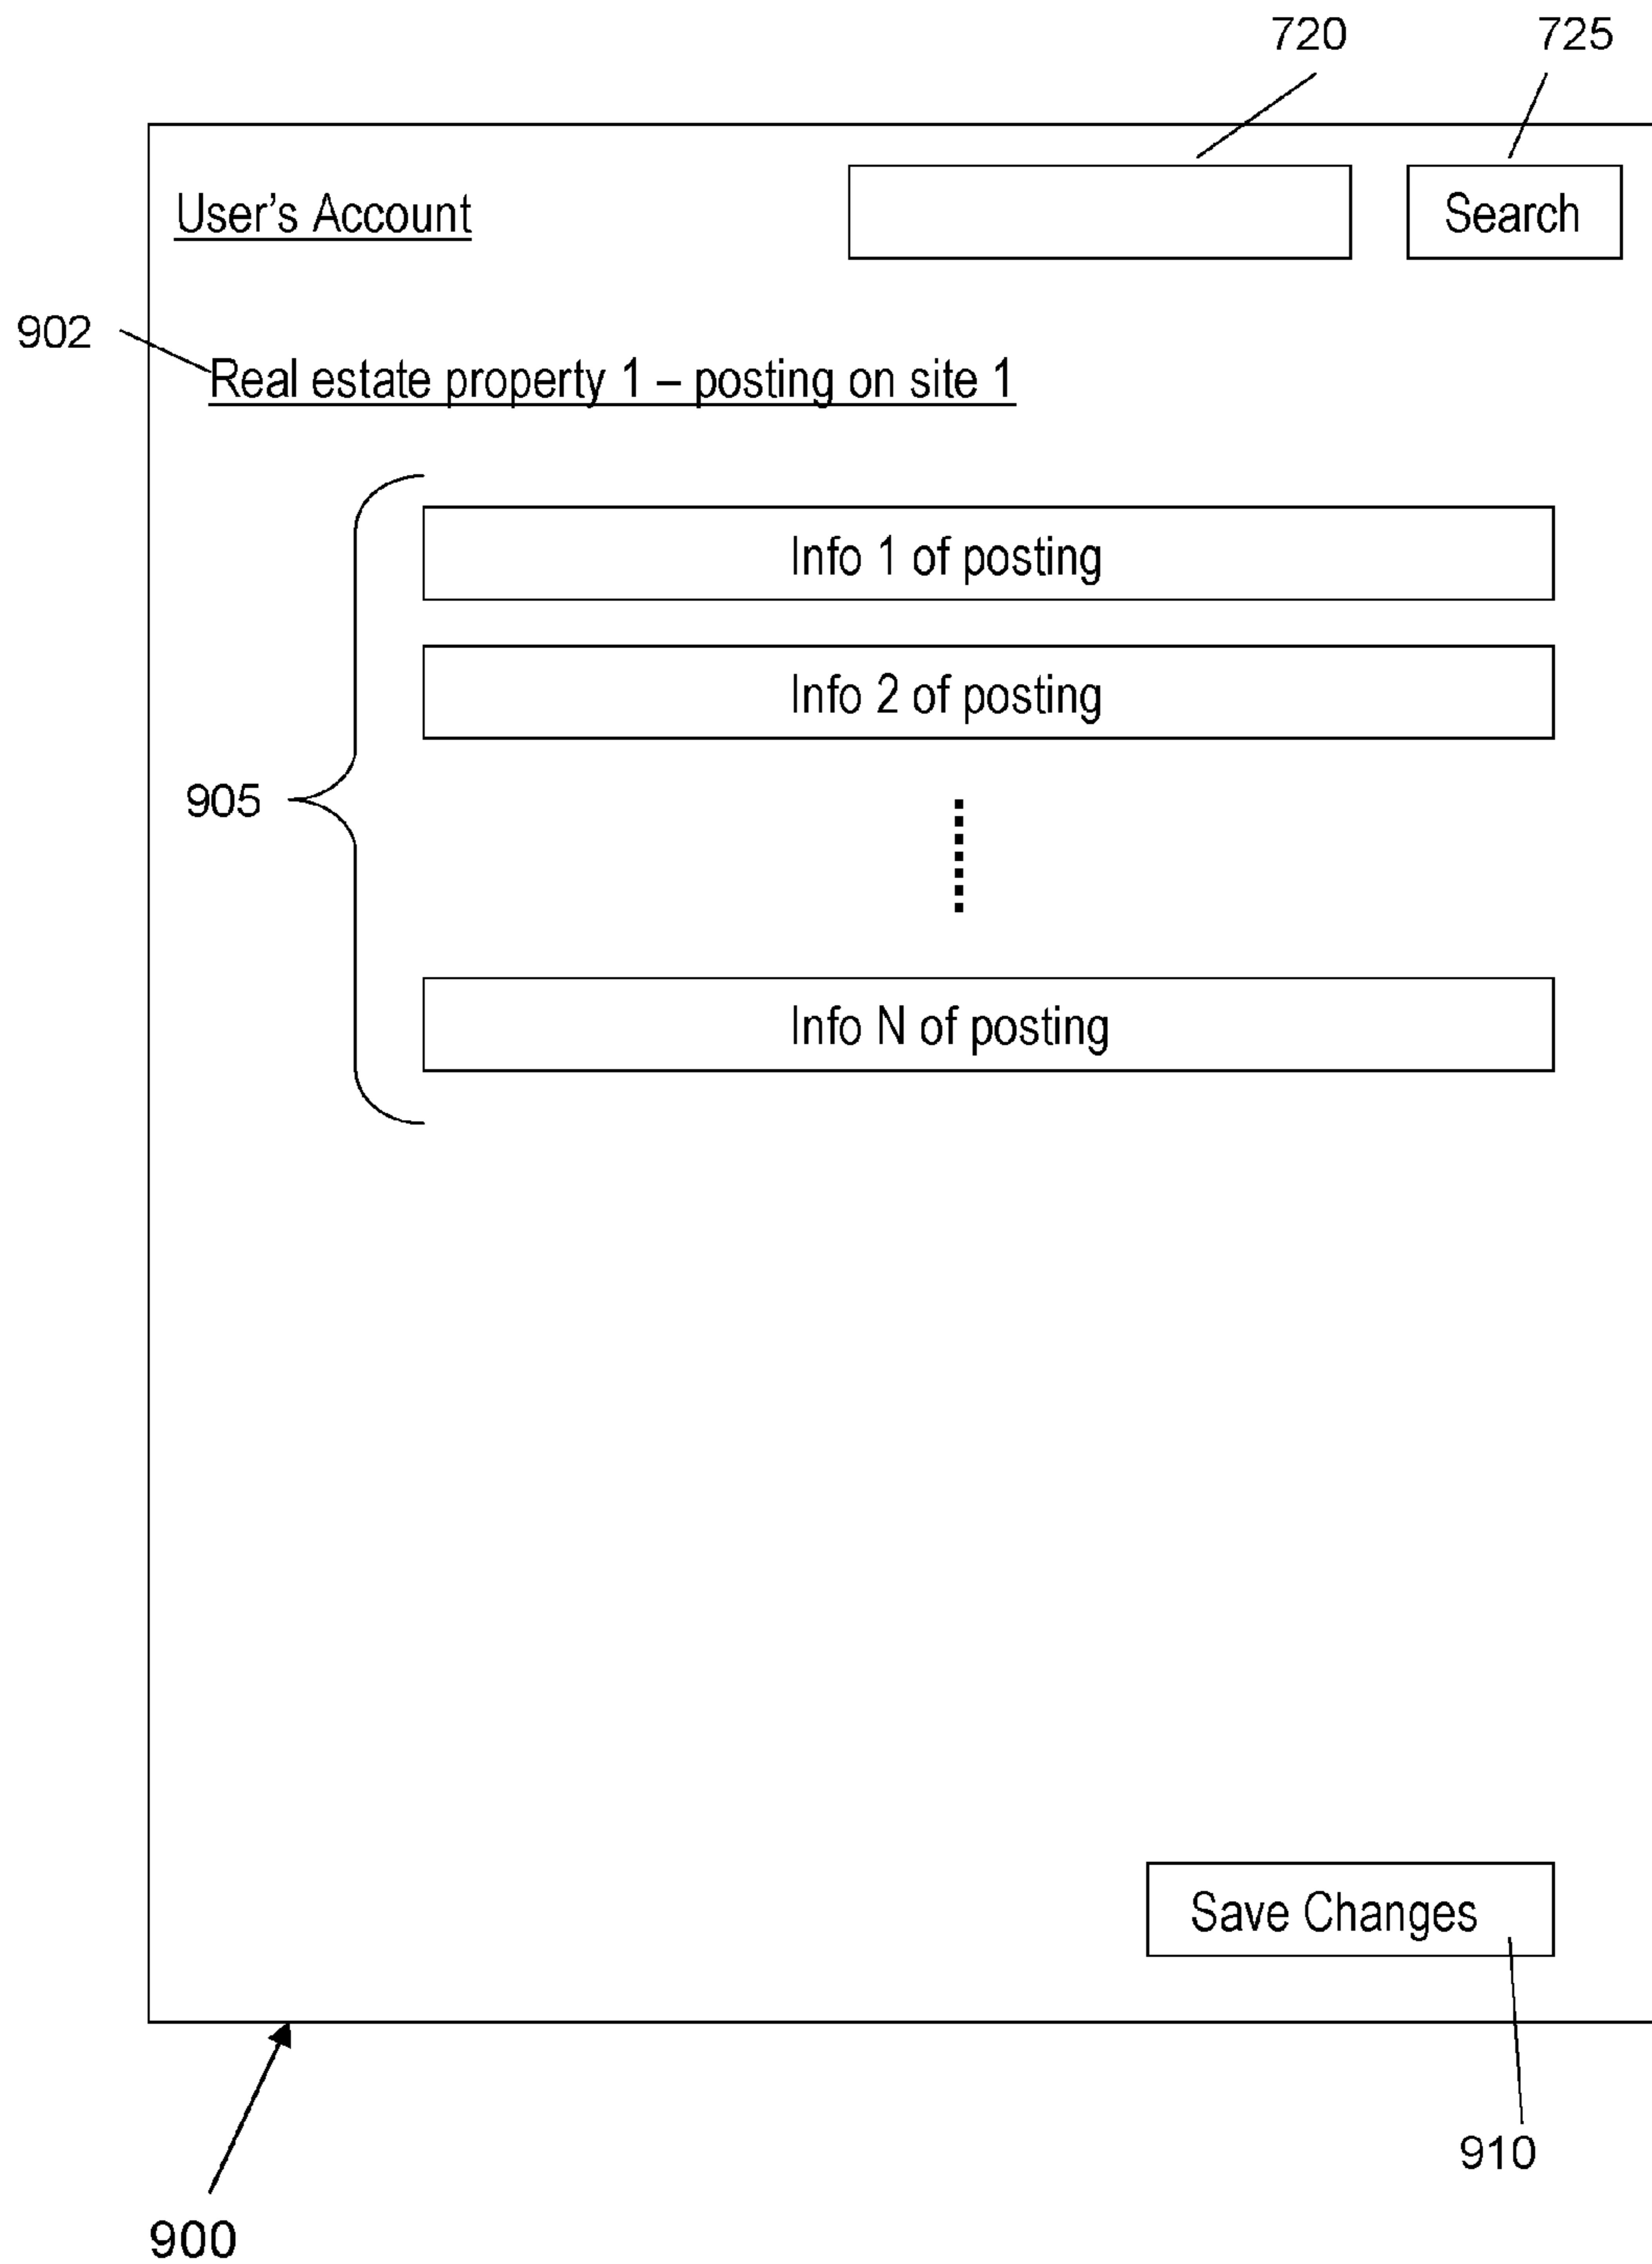 720 725
User's Account Search
902
Real estate property 1 – posting on site 1
Info 1 of posting
Info 2 of posting
905
Info N of posting
Save Changes
910
900